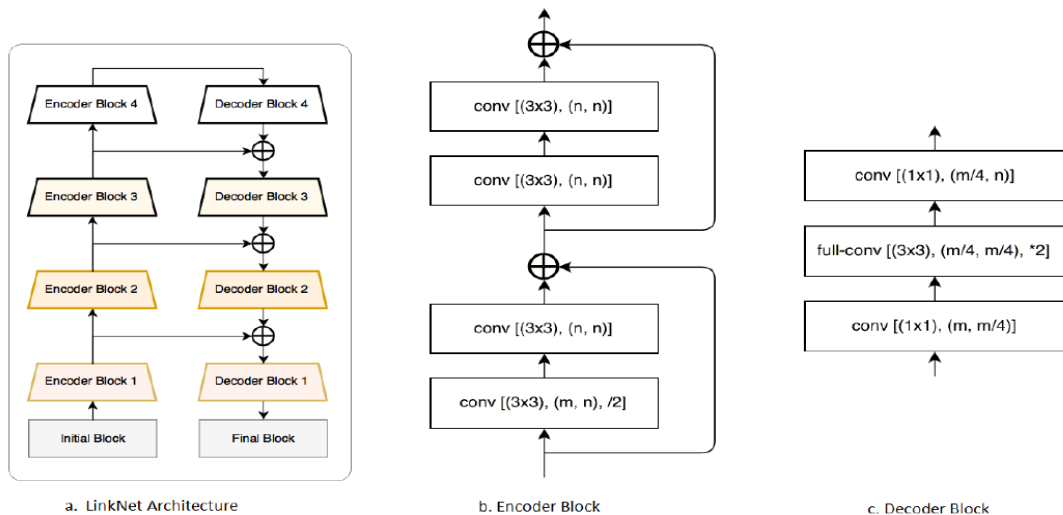 Encoder Block 4
Decoder Block 4
Encoder Block 3
Decoder Block 3
Encoder Block 2
Decoder Block 2
Encoder Block 1
Decoder Block 1
Initial Block
Final Block
a. LinkNet Architecture
conv [(3x3), (n, n)]
conv [(3x3), (n, n)]
conv [(3x3), (n, n)]
conv [(3x3), (m, n), /2]
b. Encoder Block
conv [(1x1), (m/4, n)]
full-conv [(3x3), (m/4, m/4), *2]
conv [(1x1), (m, m/4)]
c. Decoder Block